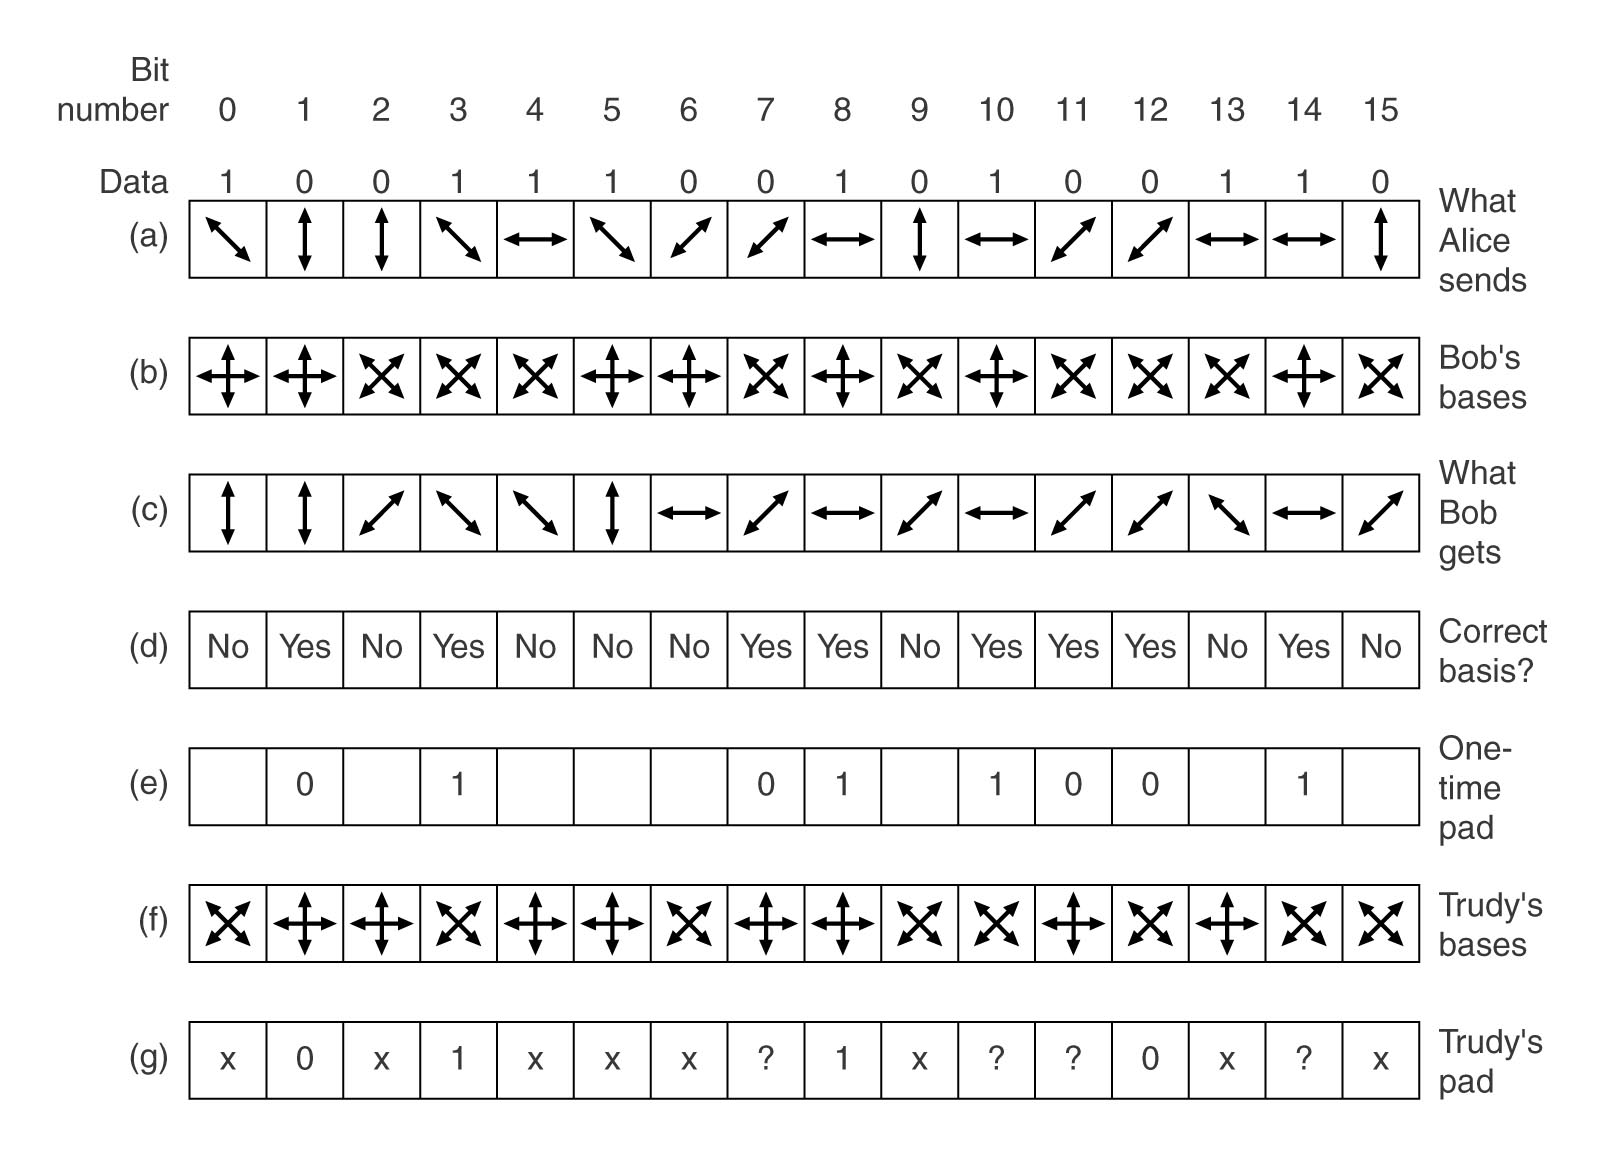 Bit
number 0 1 2 3 4 5 6 7 8 9 10 11 12 13 14 15
Data 1 0 0 1 1 1 0 0 1 0 1 0 0 1 1 0
(a)
What
Alice
sends
(b)
Bob's
bases
(c)
What
Bob
gets
(d) No Yes No Yes No No No Yes Yes No Yes Yes Yes No Yes No
Correct
basis?
(e) 0 1 0 1 1 0 0 1
One-
time
pad
(f)
Trudy's
bases
(g) x 0 x 1 x x x ? 1 x ? ? 0 x ? x
Trudy's
pad